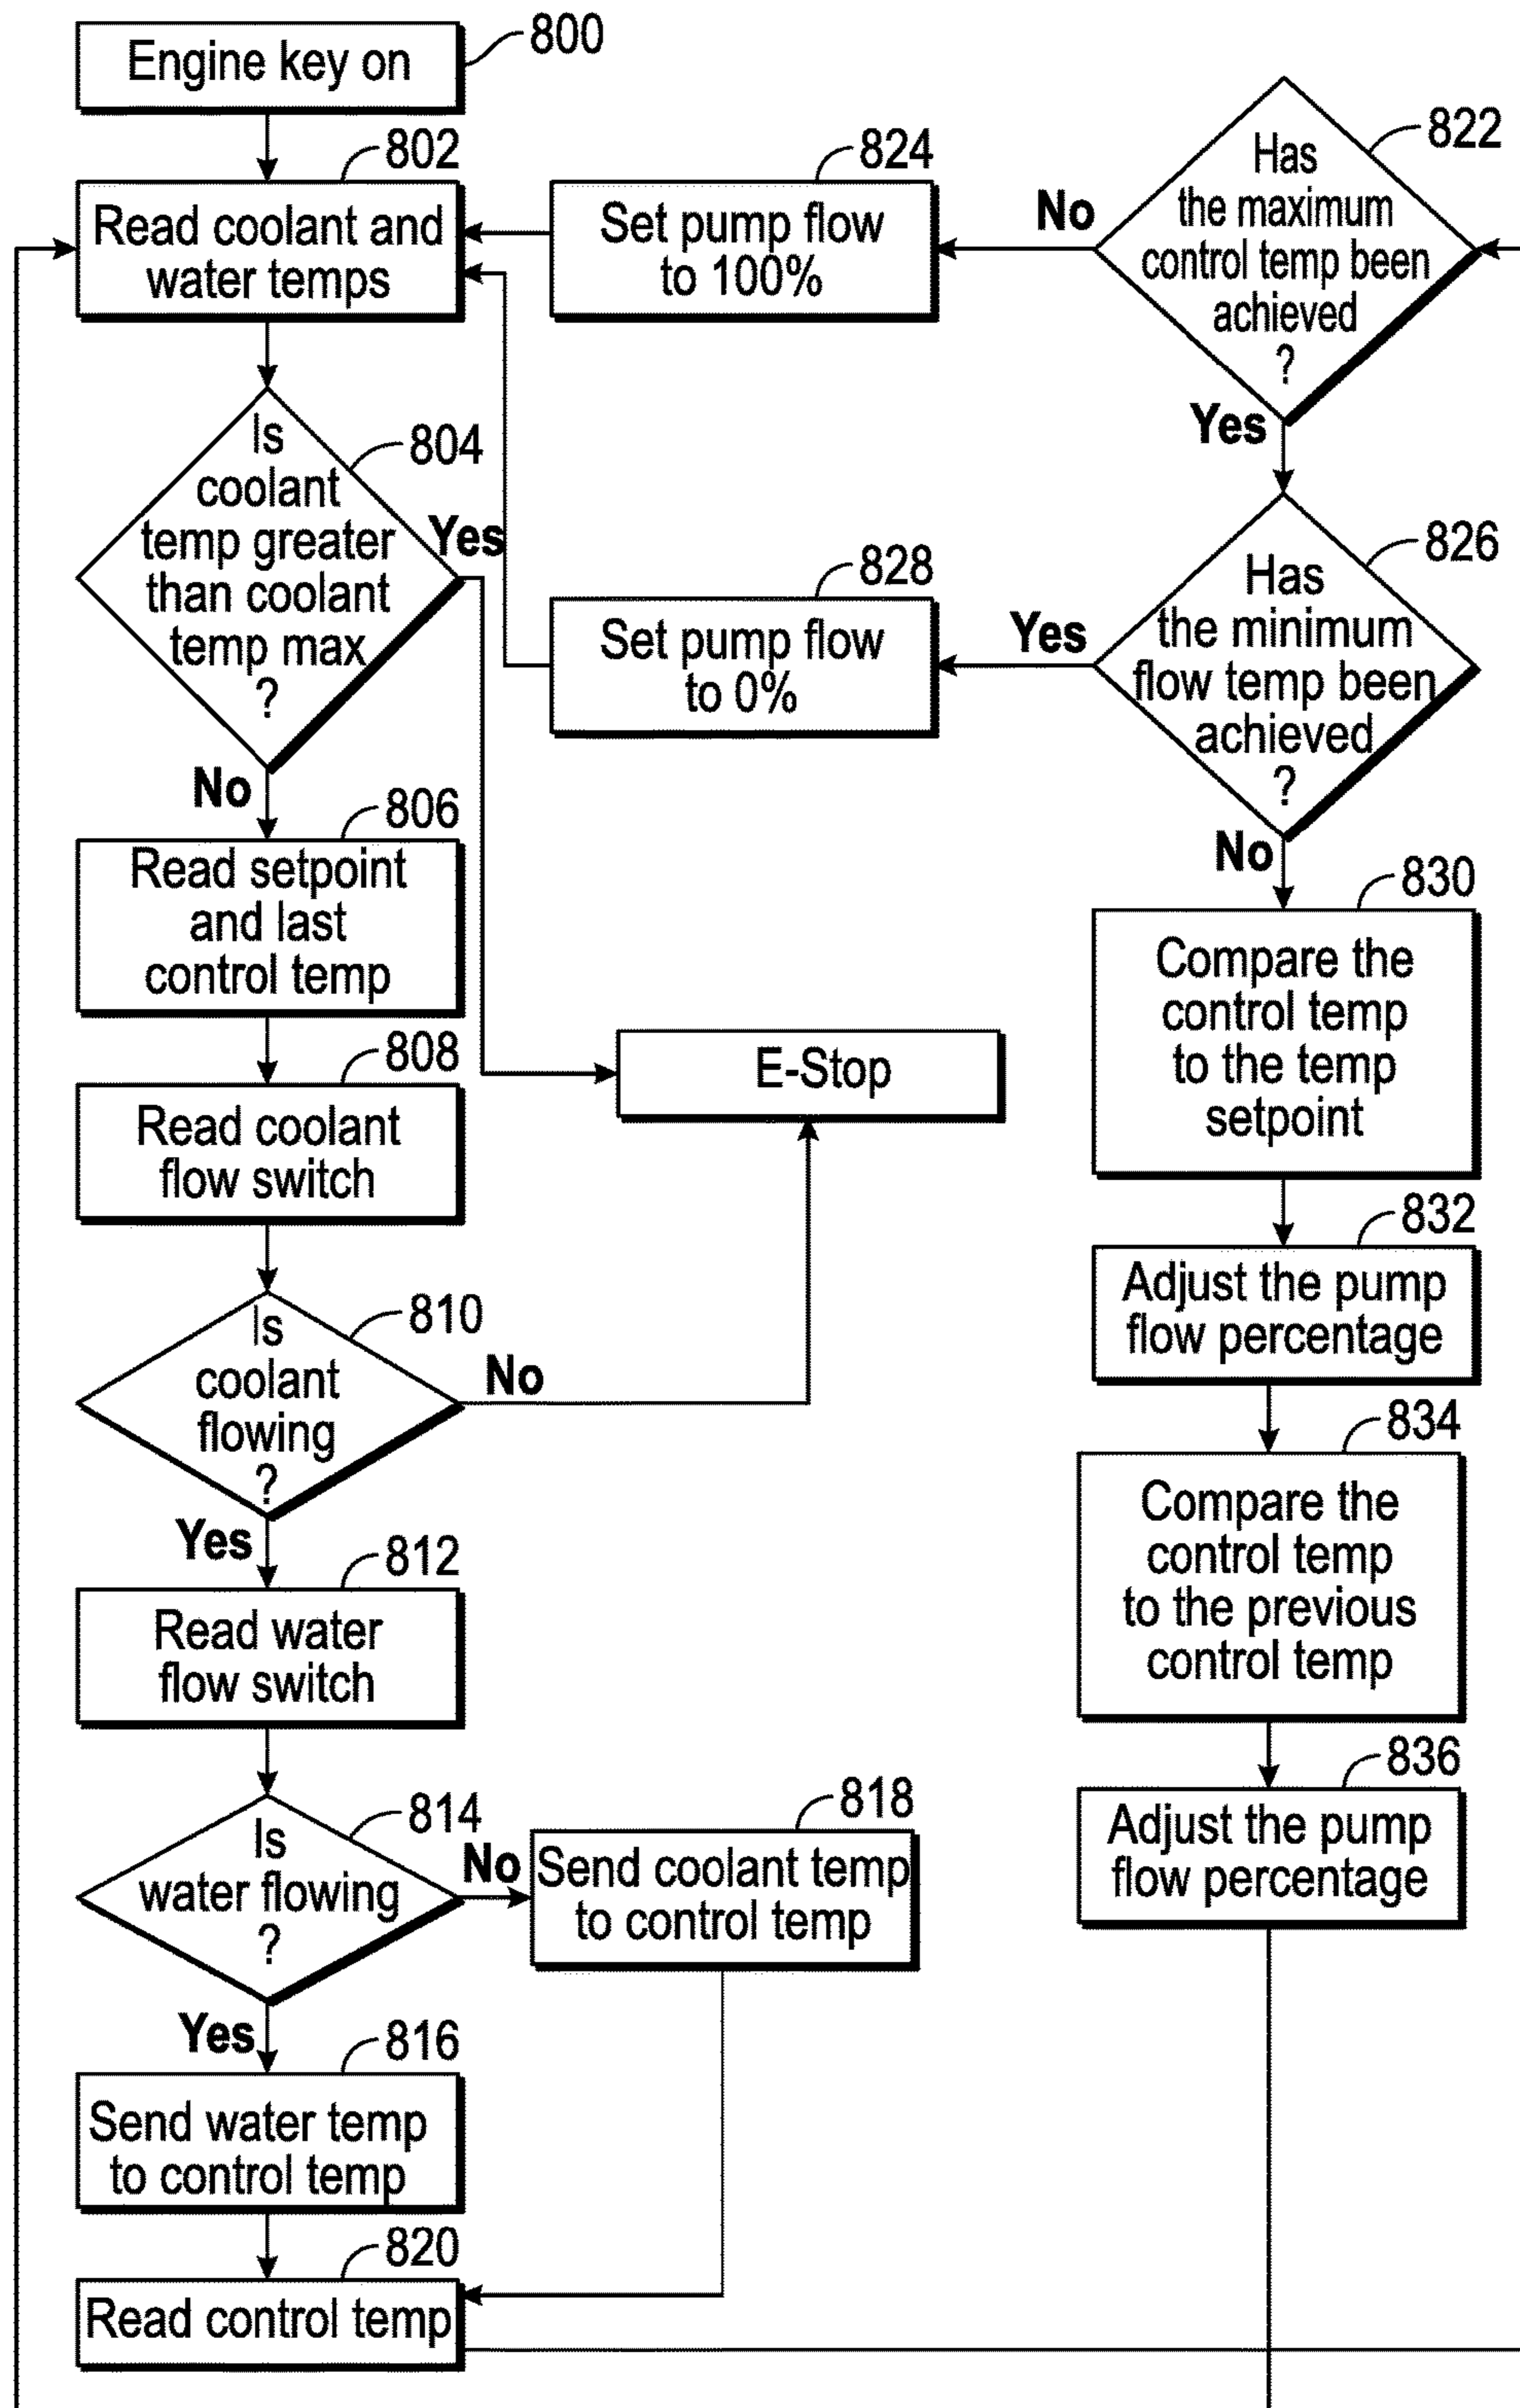 Engine key on
800
802
Read coolant and
water temps
804
Is
coolant
temp greater
than coolant
temp max
?
Yes
No
806
Read setpoint
and last
control temp
808
Read coolant
flow switch
810
Is
coolant
flowing
?
No
Yes
812
Read water
flow switch
814
Is
water flowing
?
No
Yes
816
Send water temp
to control temp
818
Send coolant temp
to control temp
820
Read control temp
E-Stop
822
Has
the maximum
control temp been
achieved
?
No
Yes
824
Set pump flow
to 100%
826
Has
the minimum
flow temp been
achieved
?
Yes
No
828
Set pump flow
to 0%
830
Compare the
control temp
to the temp
setpoint
832
Adjust the pump
flow percentage
834
Compare the
control temp
to the previous
control temp
836
Adjust the pump
flow percentage